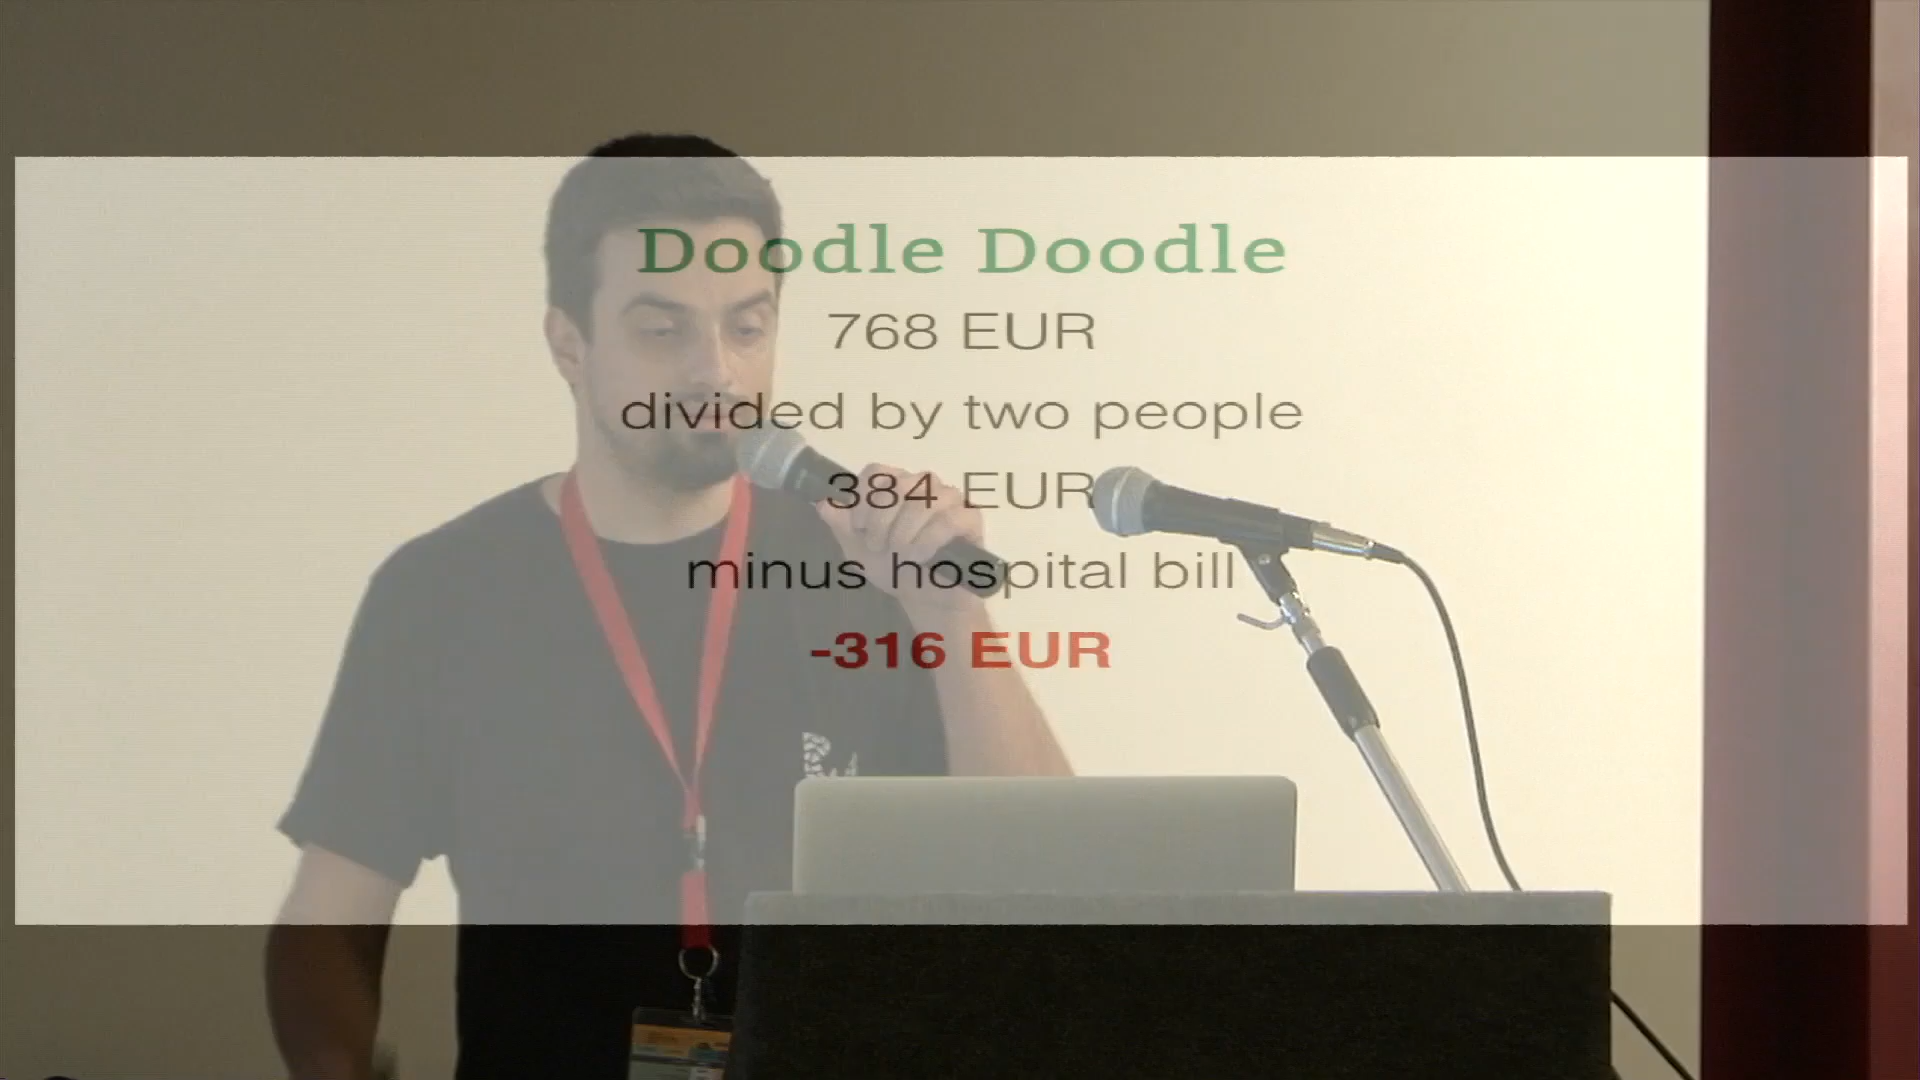 Doodle Doodle
768 EUR
divided by two people
384 EUR
minus hospital bill
-316 EUR